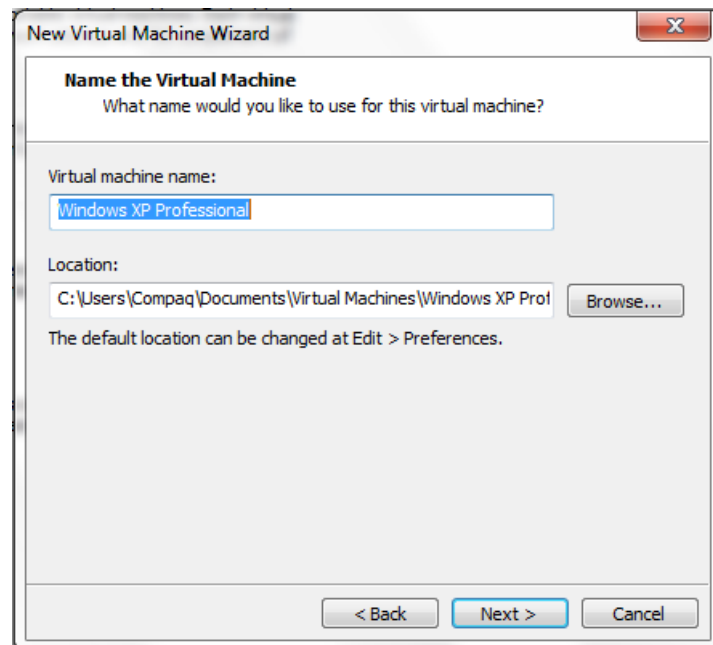 New Virtual Machine Wizard
Name the Virtual Machine
What name would you like to use for this virtual machine?
Virtual machine name:
Windows XP Professional
Location:
C:\Users\Compaq\Documents\Virtual Machines\Windows XP Prof
Browse...
The default location can be changed at Edit > Preferences.
< Back Next > Cancel